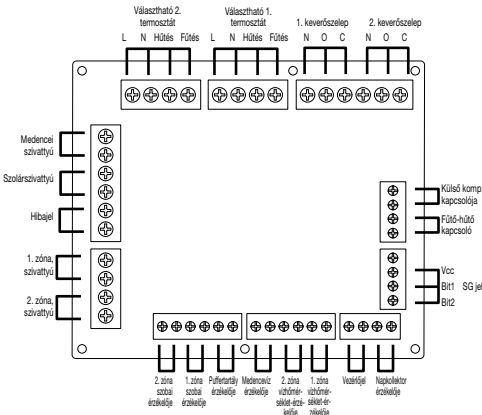 Választható 2.
termosztát
Választható 1.
termosztát
1. keverőszelep
2. keverőszelep
L N Hűtés Fűtés
L N Hűtés Fűtés
N O C
N O C
Medencei
szivattyú
Szolárszivattyú
Hibajel
1. zóna,
szivattyú
2. zóna,
szivattyú
Külső komp.
kapcsolója
Fűtő-hűtő
kapcsoló
Vcc
Bit1 SG jel
Bit2
2. zóna
szobai
érzékelője
1. zóna
szobai
érzékelője
Puffertartály
érzékelője
Medencevíz
érzékelője
2. zóna
vízhőmér-
séklet-érzé-
kelője
1. zóna
vízhőmér-
séklet-ér-
zékelője
Vezérlőjel
Napkollektor
érzékelője